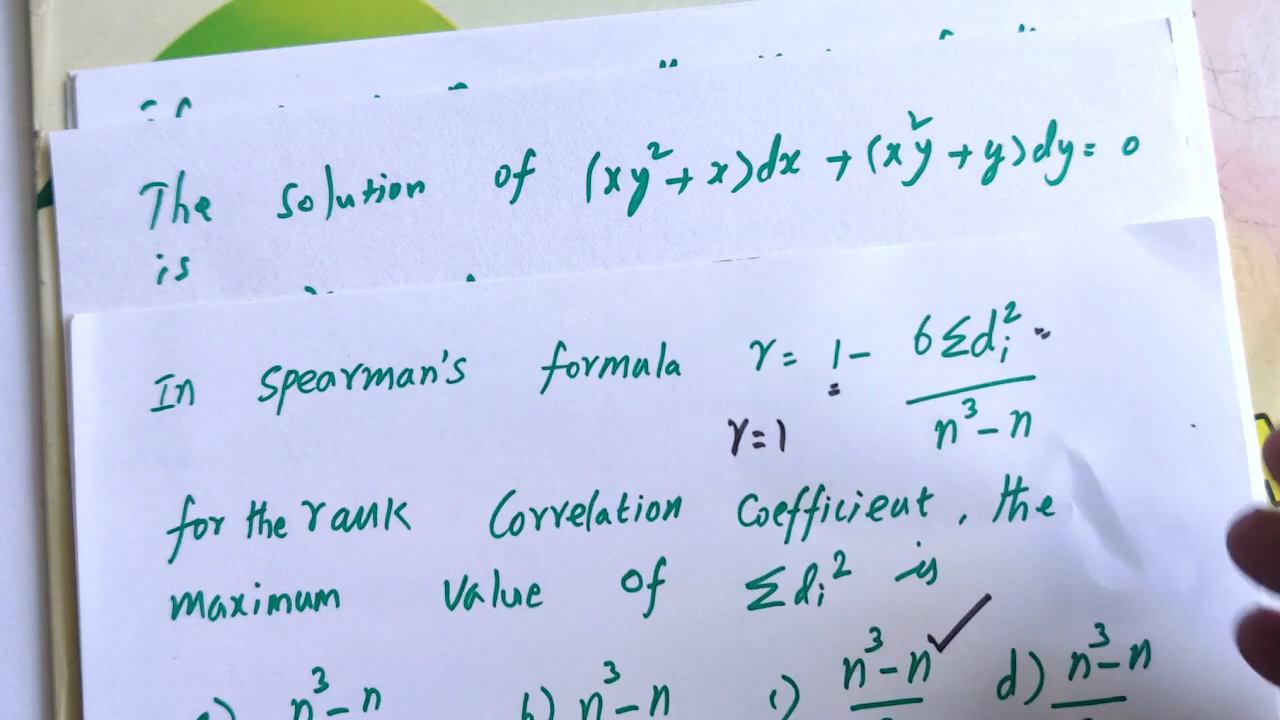 The solution of (xy²+x)dx + (x²y+y)dy = 0
is
In spearman's formula r = 1 - 6Σdᵢ² / n³-n
r=1
for the rank Correlation Coefficient, the
maximum value of Σdᵢ² is
n³-n b) n³-n c) n³-n ✓ d) n³-n